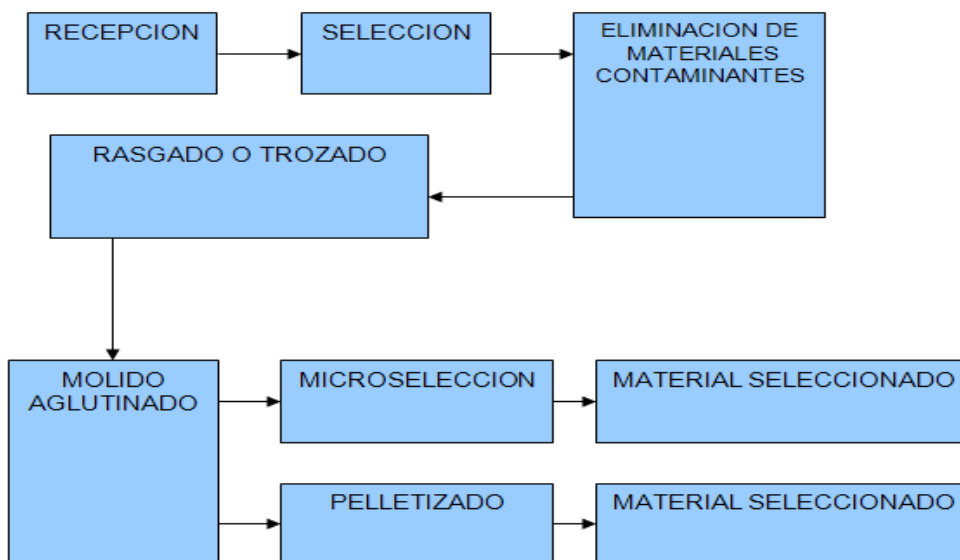 RECEPCION
SELECCION
ELIMINACION DE
MATERIALES
CONTAMINANTES
RASGADO O TROZADO
MOLIDO
AGLUTINADO
MICROSELECCION
MATERIAL SELECCIONADO
PELLETIZADO
MATERIAL SELECCIONADO